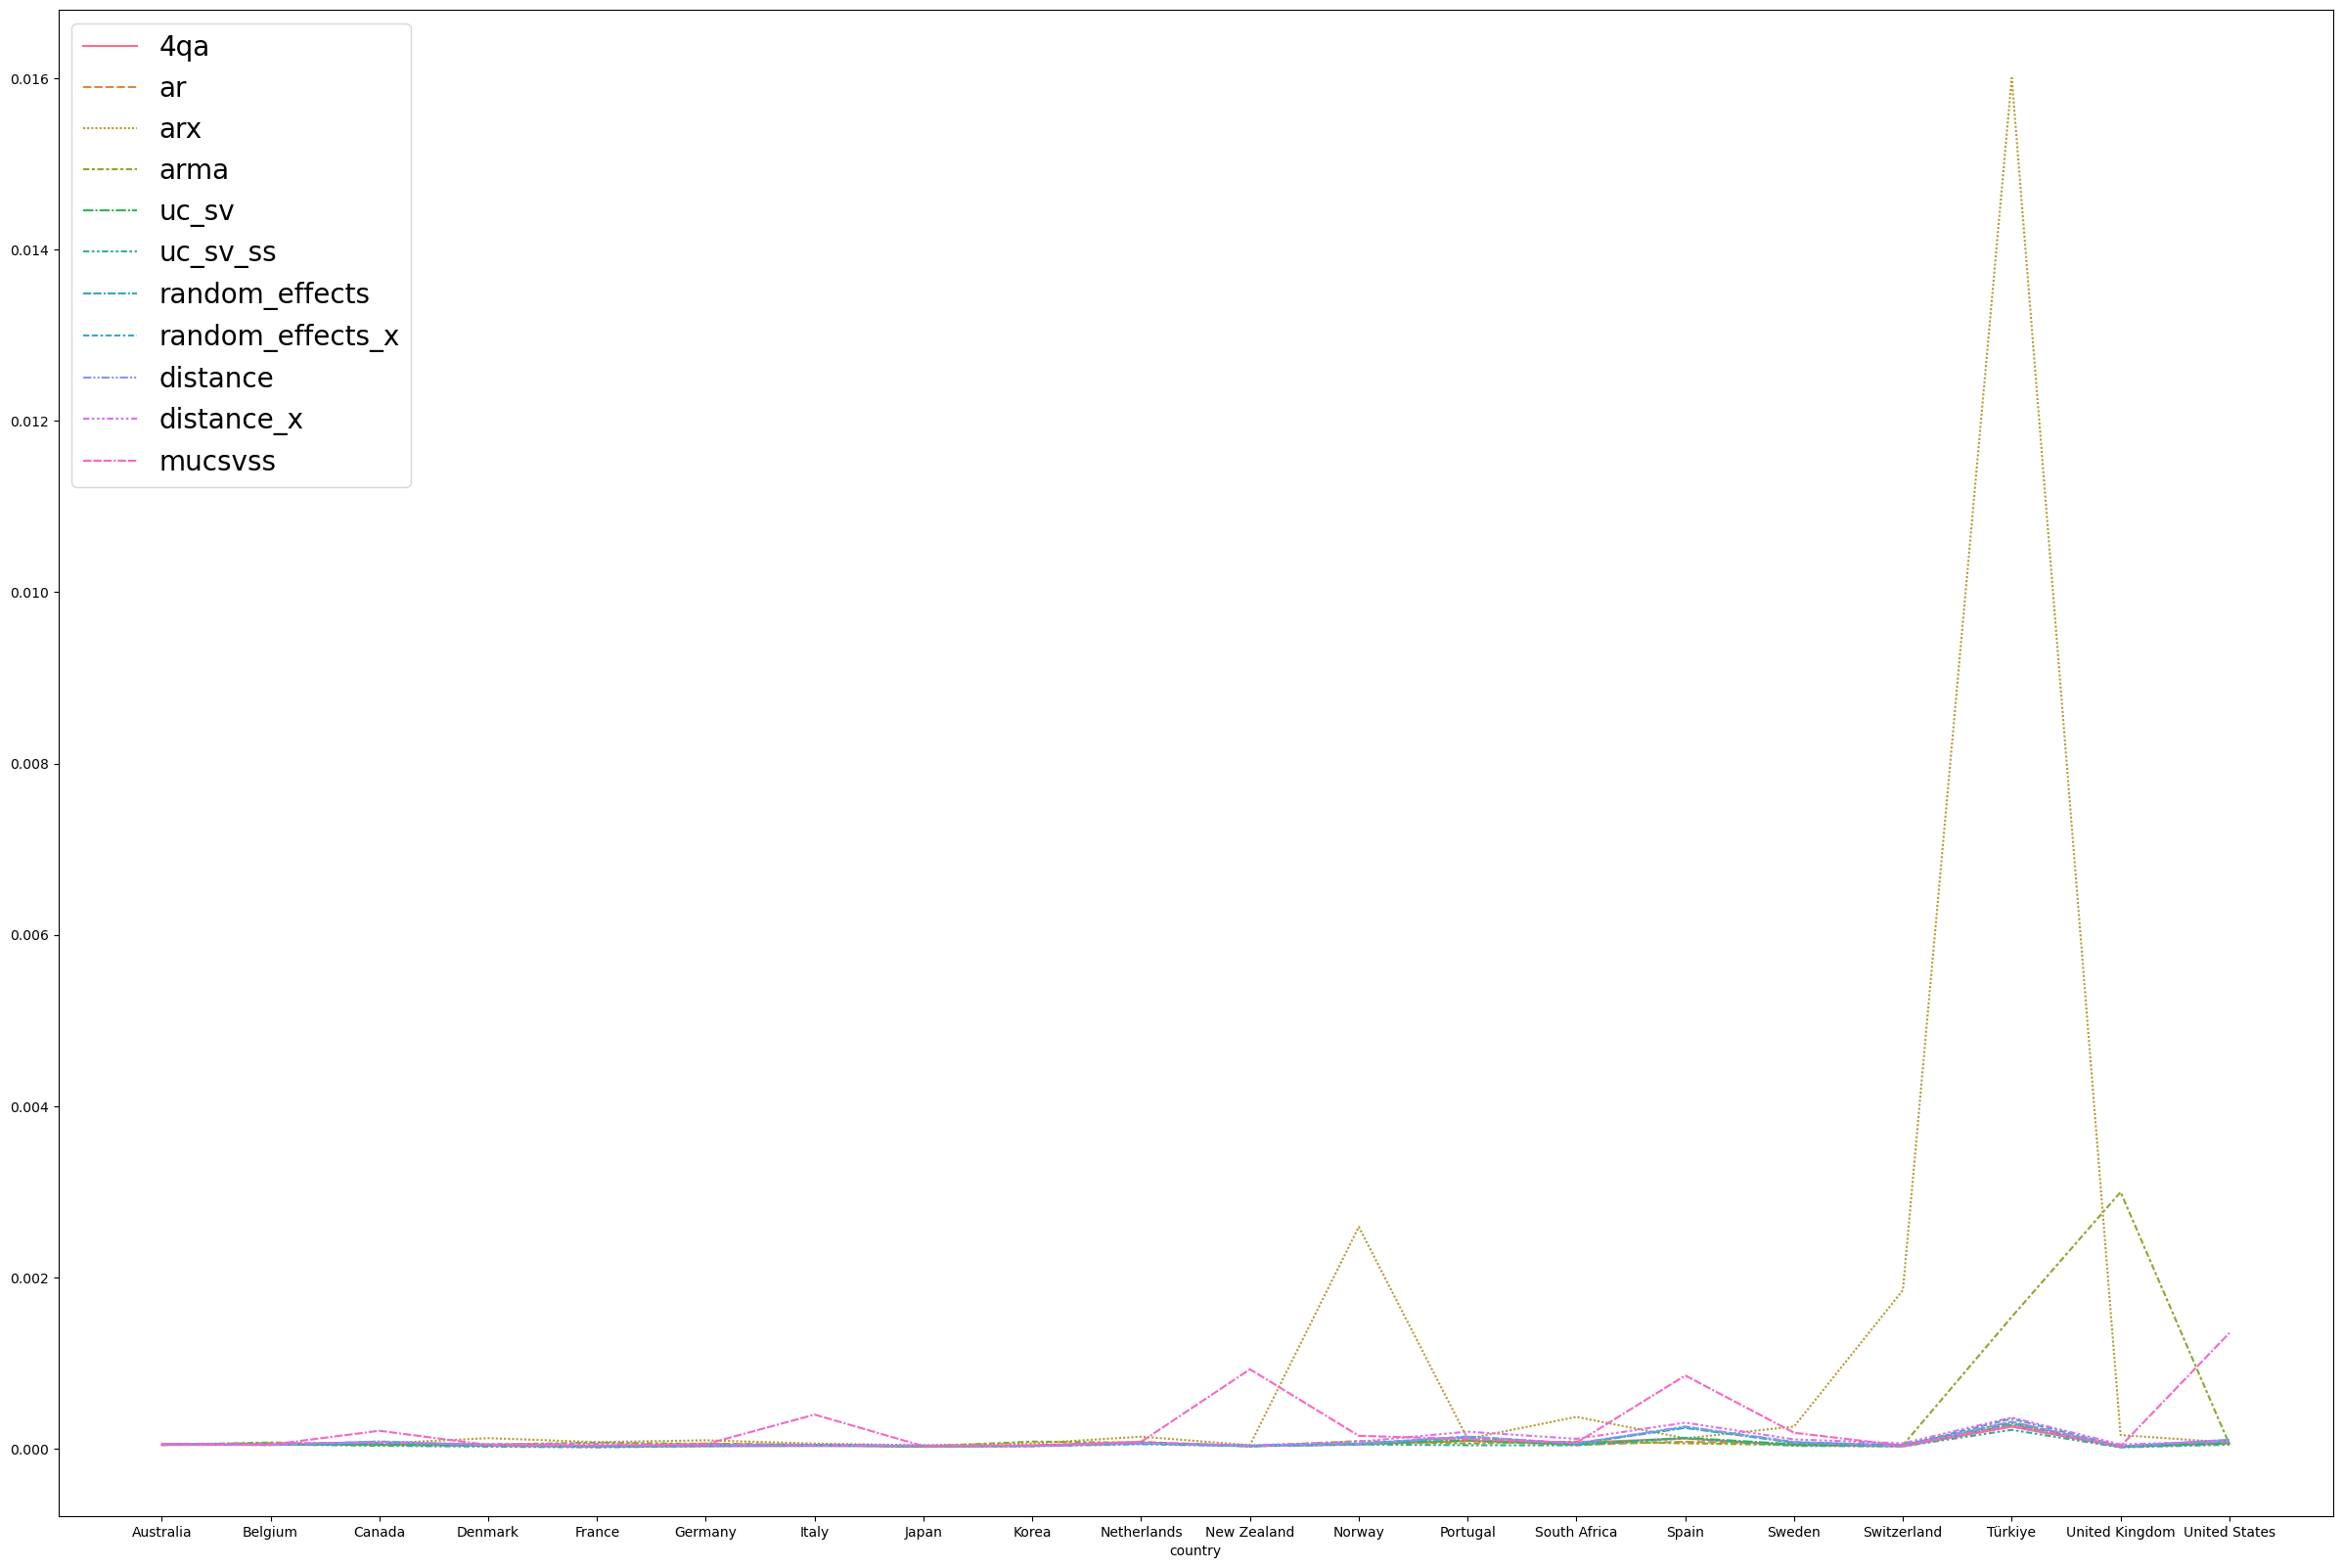 4qa
ar
arx
arma
uc_sv
uc_sv_ss
random_effects
random_effects_x
distance
distance_x
mucsvss
0.016
0.014
0.012
0.010
0.008
0.006
0.004
0.002
0.000
Australia Belgium Canada Denmark France Germany Italy Japan Korea Netherlands New Zealand Norway Portugal South Africa Spain Sweden Switzerland Türkiye United Kingdom United States
country